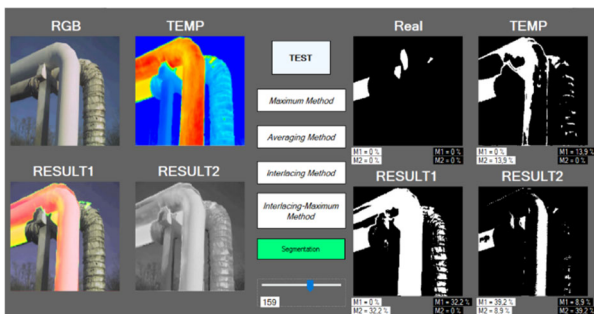 RGB
TEMP
RESULT1
RESULT2
TEST
Maximum Method
Averaging Method
Interlacing Method
Interlacing-Maximum
Method
Segmentation
159
Real
M1 = 0 %
M2 = 0 %
M1 = 0 %
M2 = 0 %
TEMP
M1 = 0 %
M2 = 13,9 %
M1 = 13,9 %
M2 = 0 %
RESULT1
M1 = 0 %
M2 = 32,2 %
M1 = 32,2 %
M2 = 0 %
RESULT2
M1 = 39,2 %
M2 = 8,9 %
M1 = 8,9 %
M2 = 39,2 %